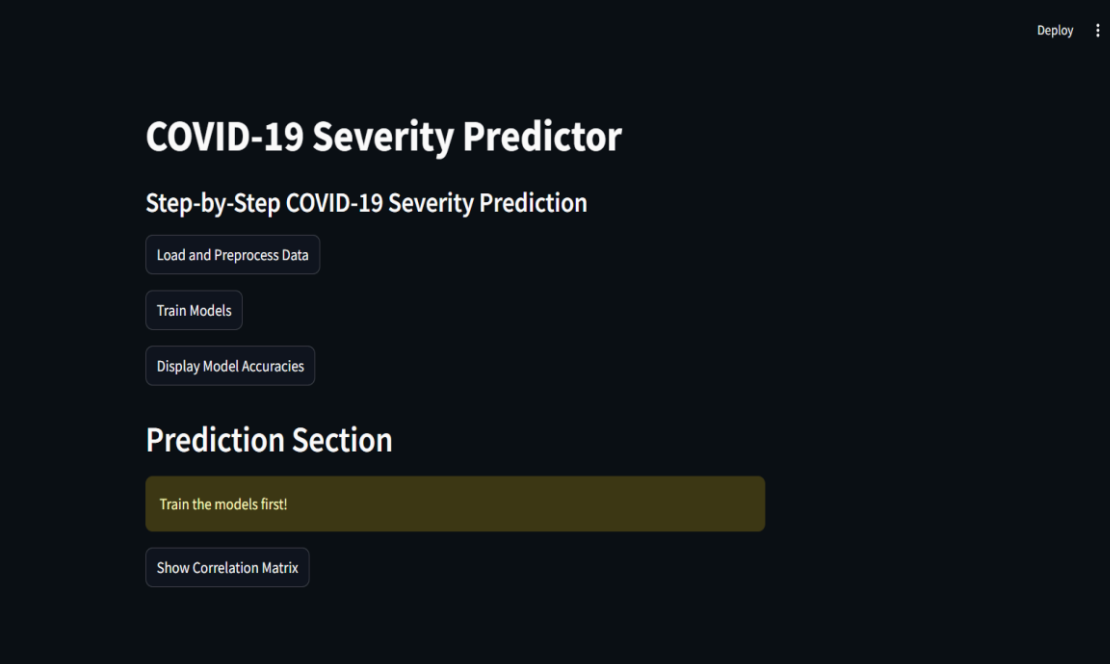 Deploy
COVID-19 Severity Predictor
Step-by-Step COVID-19 Severity Prediction
Load and Preprocess Data
Train Models
Display Model Accuracies
Prediction Section
Train the models first!
Show Correlation Matrix